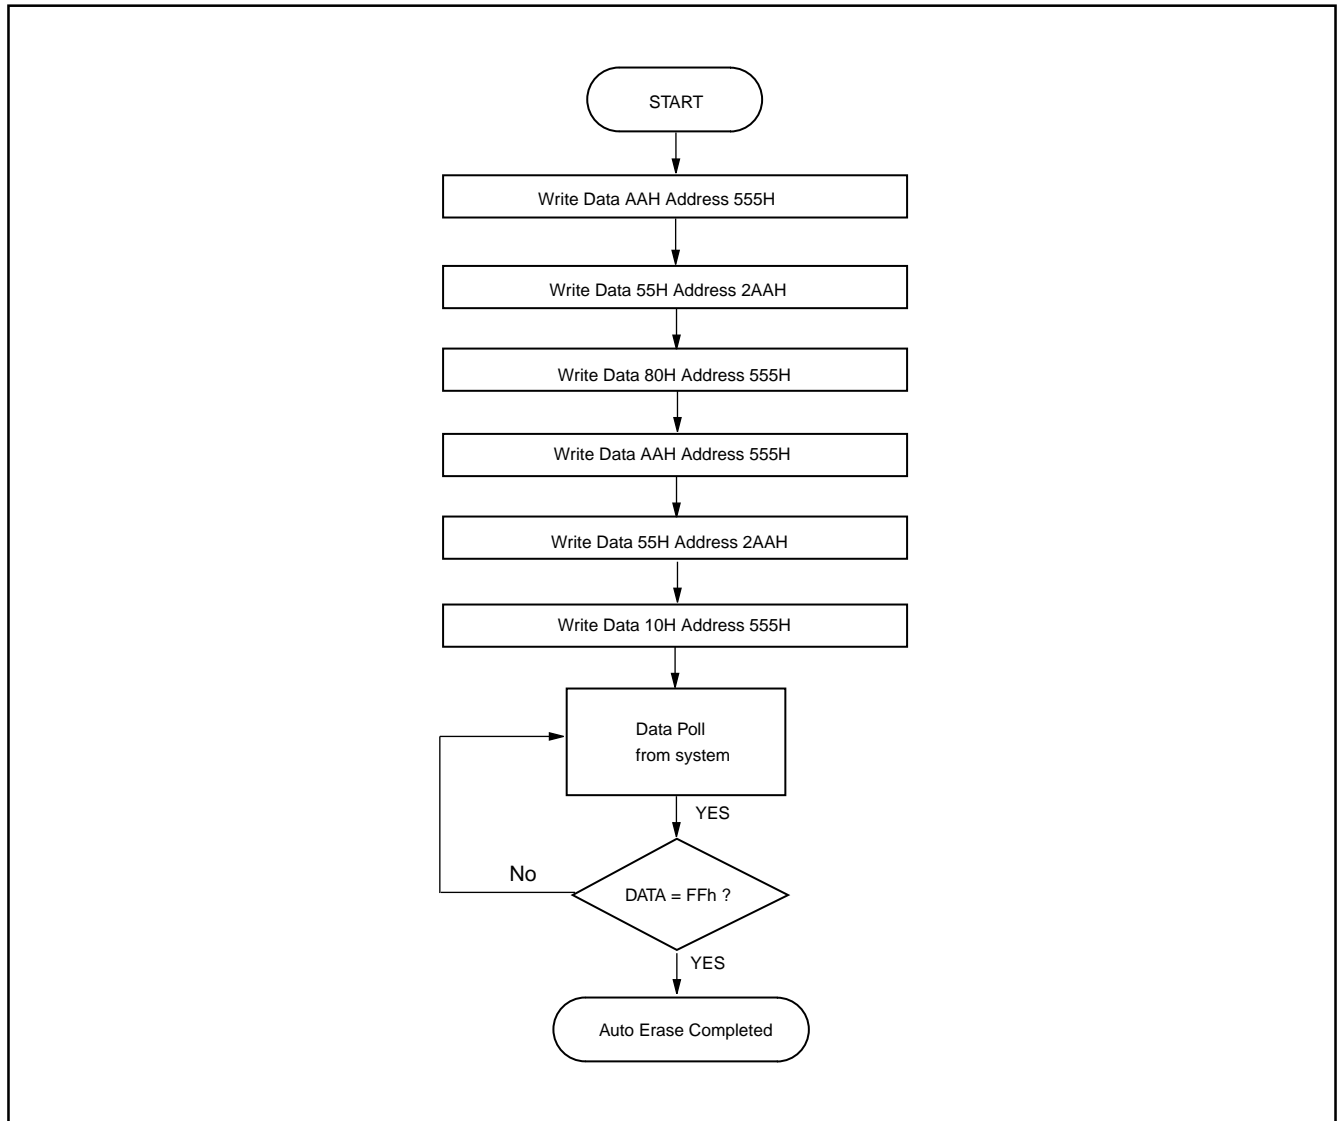 START
Write Data AAH Address 555H
Write Data 55H Address 2AAH
Write Data 80H Address 555H
Write Data AAH Address 555H
Write Data 55H Address 2AAH
Write Data 10H Address 555H
Data Poll
from system
YES
No
DATA = FFh ?
YES
Auto Erase Completed